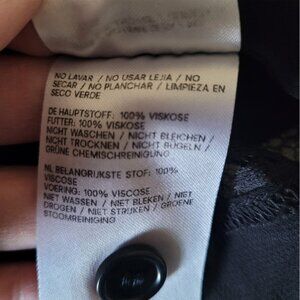 NO LAVAR / NO USAR LEJIA / NO
SECAR / NO PLANCHAR / LIMPIEZA EN
SECO VERDE
DE HAUPTSTOFF: 100% VISKOSE
FUTTER: 100% VISKOSE
NICHT WASCHEN / NICHT BLEICHEN /
NICHT TROCKNEN / NICHT BÜGELN /
GRÜNE CHEMISCHREINIGUNG
NL BELANGRIJKSTE STOF: 100%
VISCOSE
VOERING: 100% VISCOSE
NIET WASSEN / NIET BLEKEN / NIET
DROGEN / NIET STRIJKEN / GROENE
STOOMREINIGING